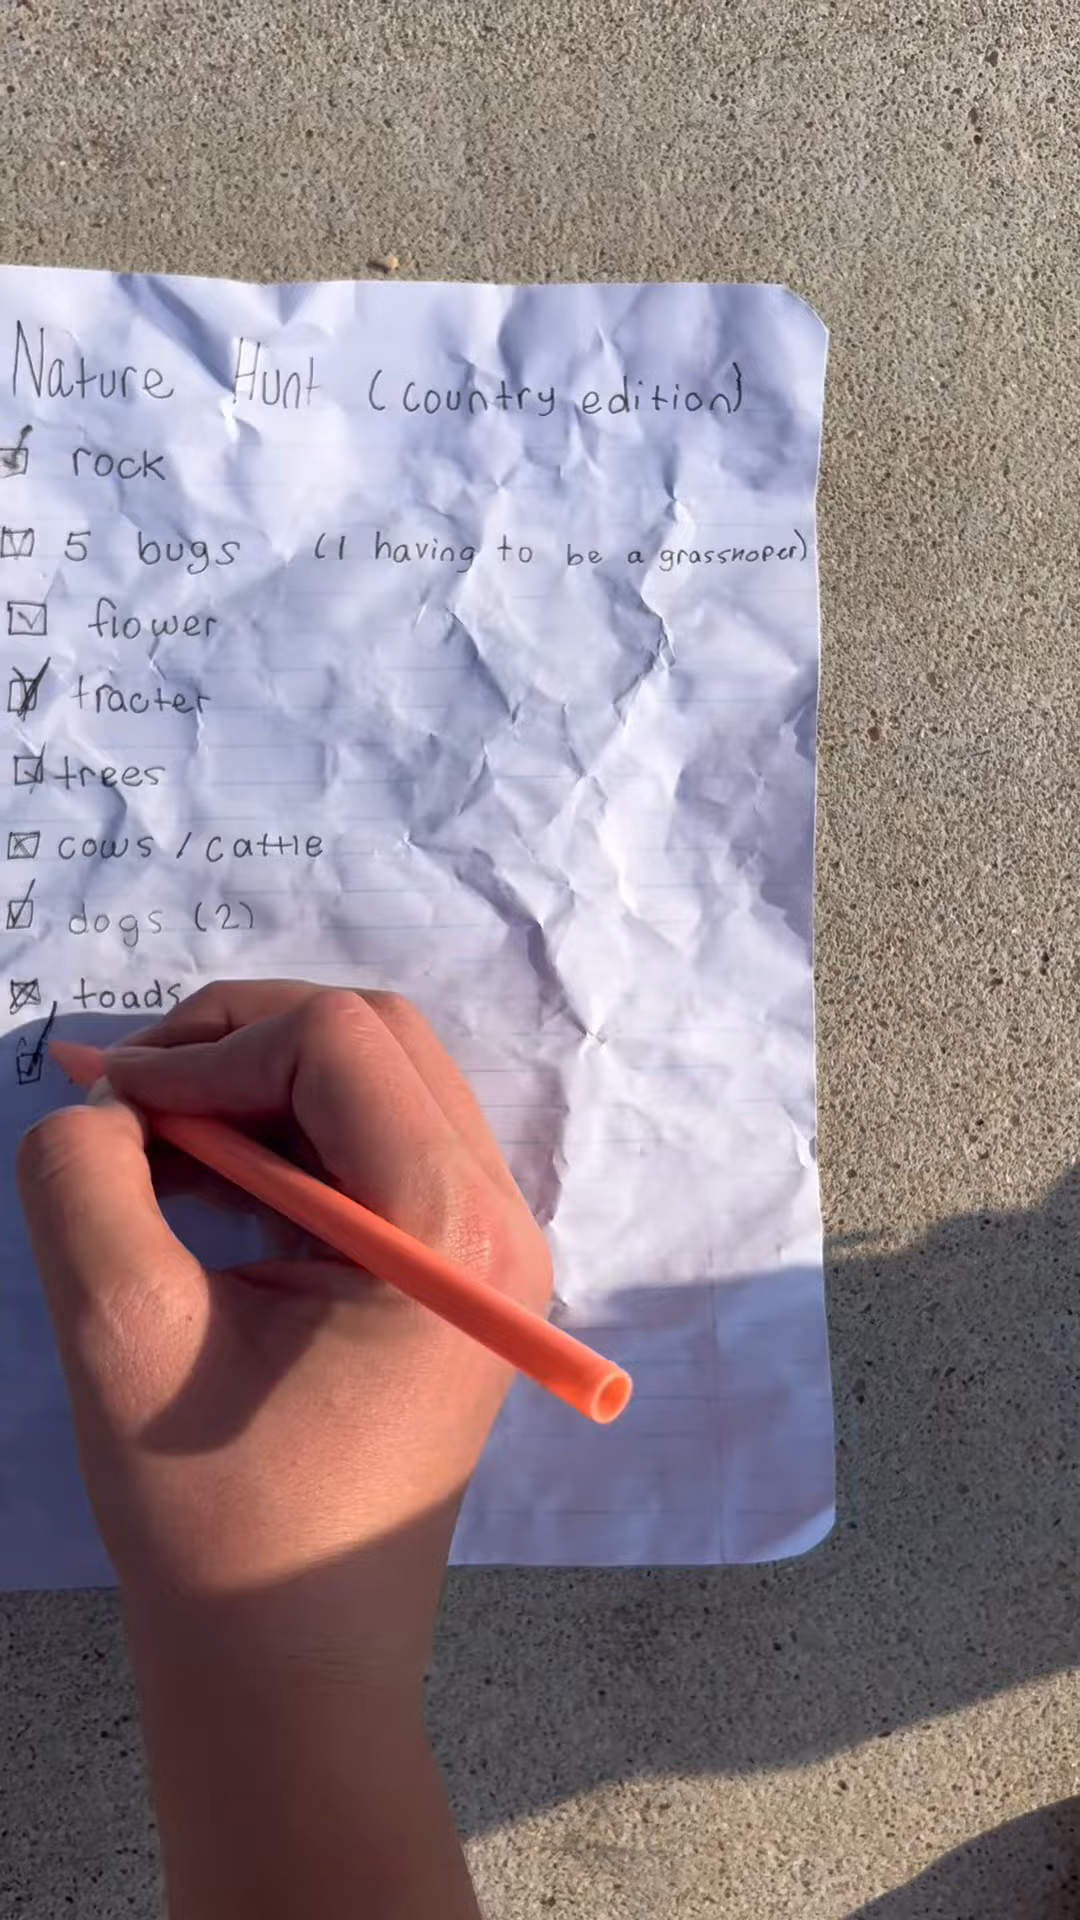 Nature Hunt (country edition)
rock
5 bugs (1 having to be a grasshoper)
flower
tracter
trees
cows / cattle
dogs (2)
toads